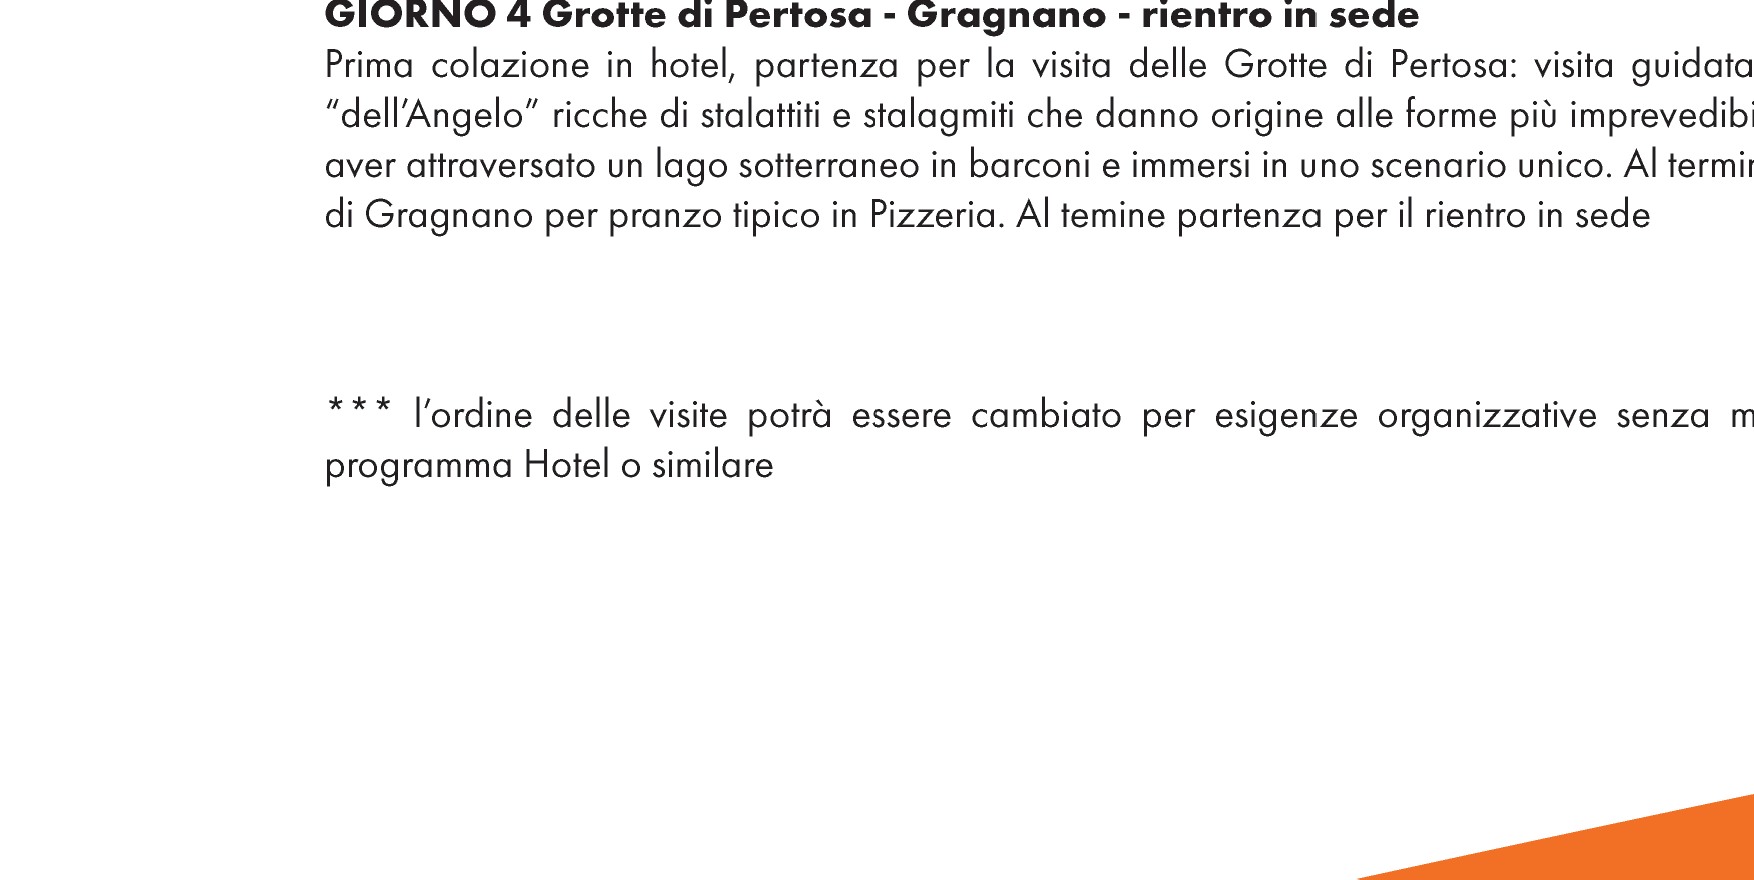 GIORNO 4 Grotte di Pertosa - Gragnano - rientro in sede
Prima colazione in hotel, partenza per la visita delle Grotte di Pertosa: visita guidata
“dell’Angelo” ricche di stalattiti e stalagmiti che danno origine alle forme più
aver attraversato un lago sotterraneo in barconi e immersi in uno scenario unico. Al
di Gragnano per pranzo tipico in Pizzeria. Al temine partenza per il rientro in sede
*** l’ordine delle visite potrà essere cambiato per esigenze organizzative senza
programma Hotel o similare